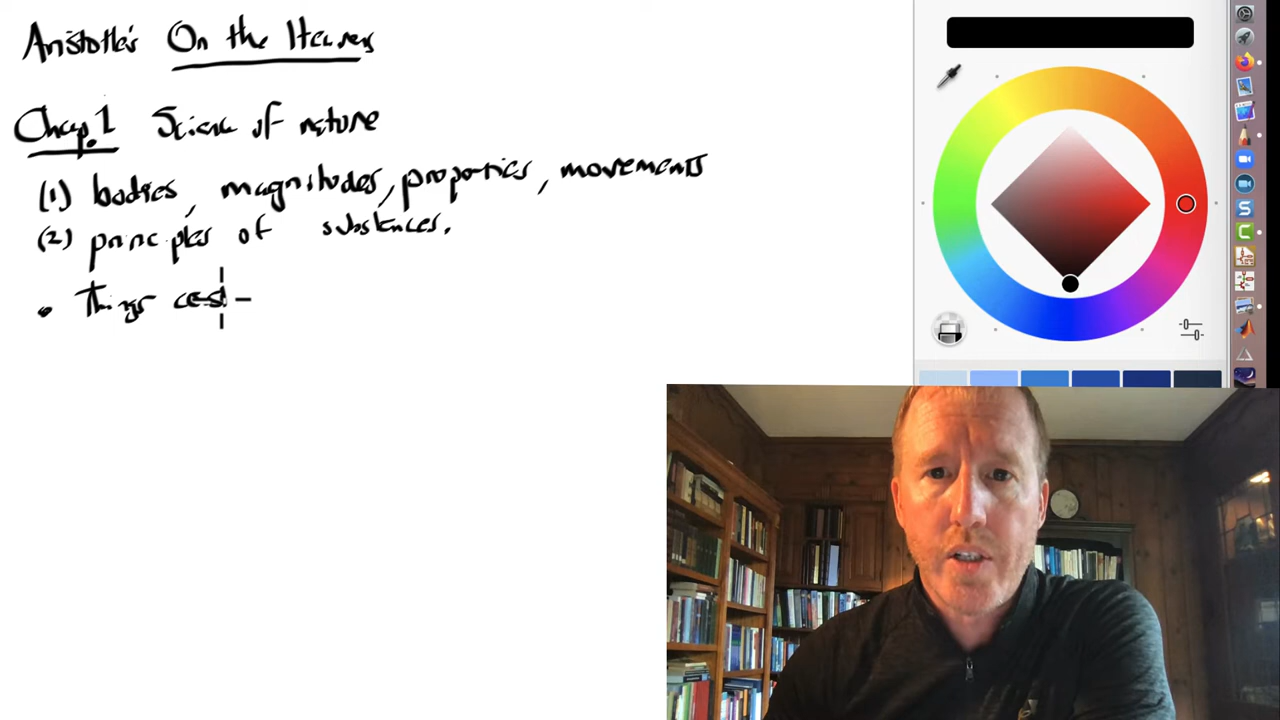 Aristotle's On the Heavens
Chap. 1 Science of nature
(1) bodies, magnitudes, properties, movements
(2) principles of substances.
• Things